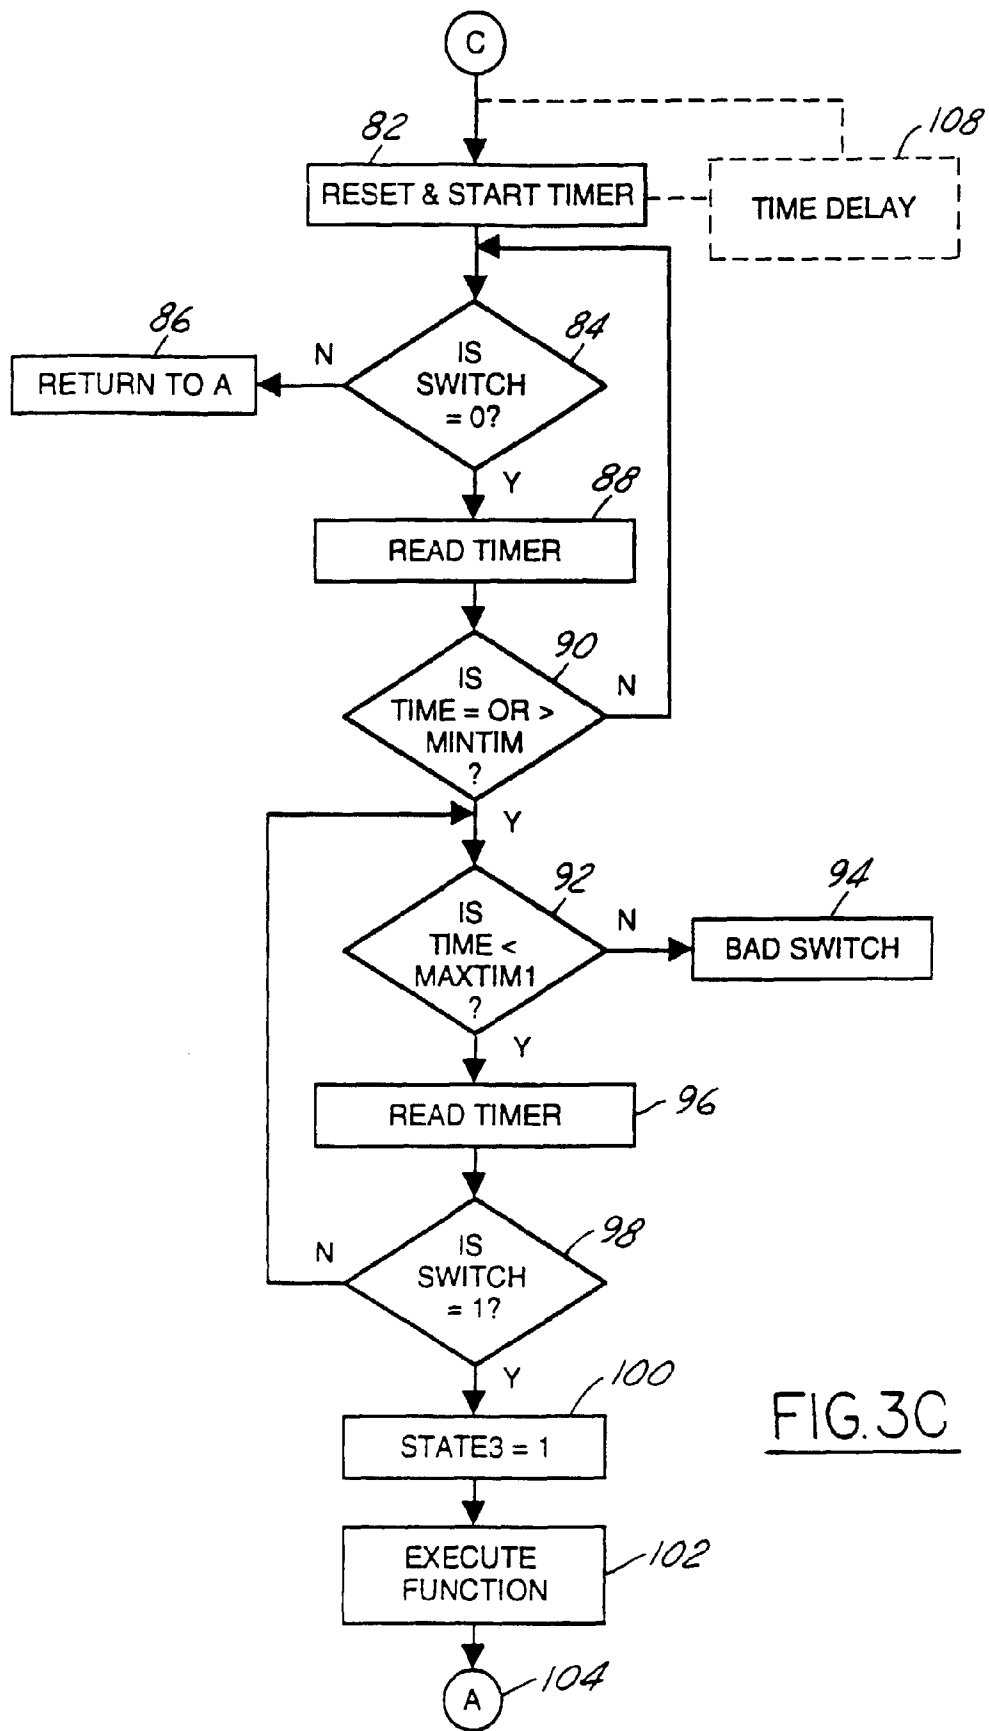 C
82
108
RESET & START TIMER
TIME DELAY
86
84
N
IS
SWITCH
= 0?
RETURN TO A
Y
88
READ TIMER
90
N
IS
TIME = OR >
MINTIM
?
Y
92
94
N
IS
TIME <
MAXTIM1
?
BAD SWITCH
Y
READ TIMER
96
98
N
IS
SWITCH
= 1?
Y
100
STATE3 = 1
FIG. 3C
EXECUTE
FUNCTION
102
A
104